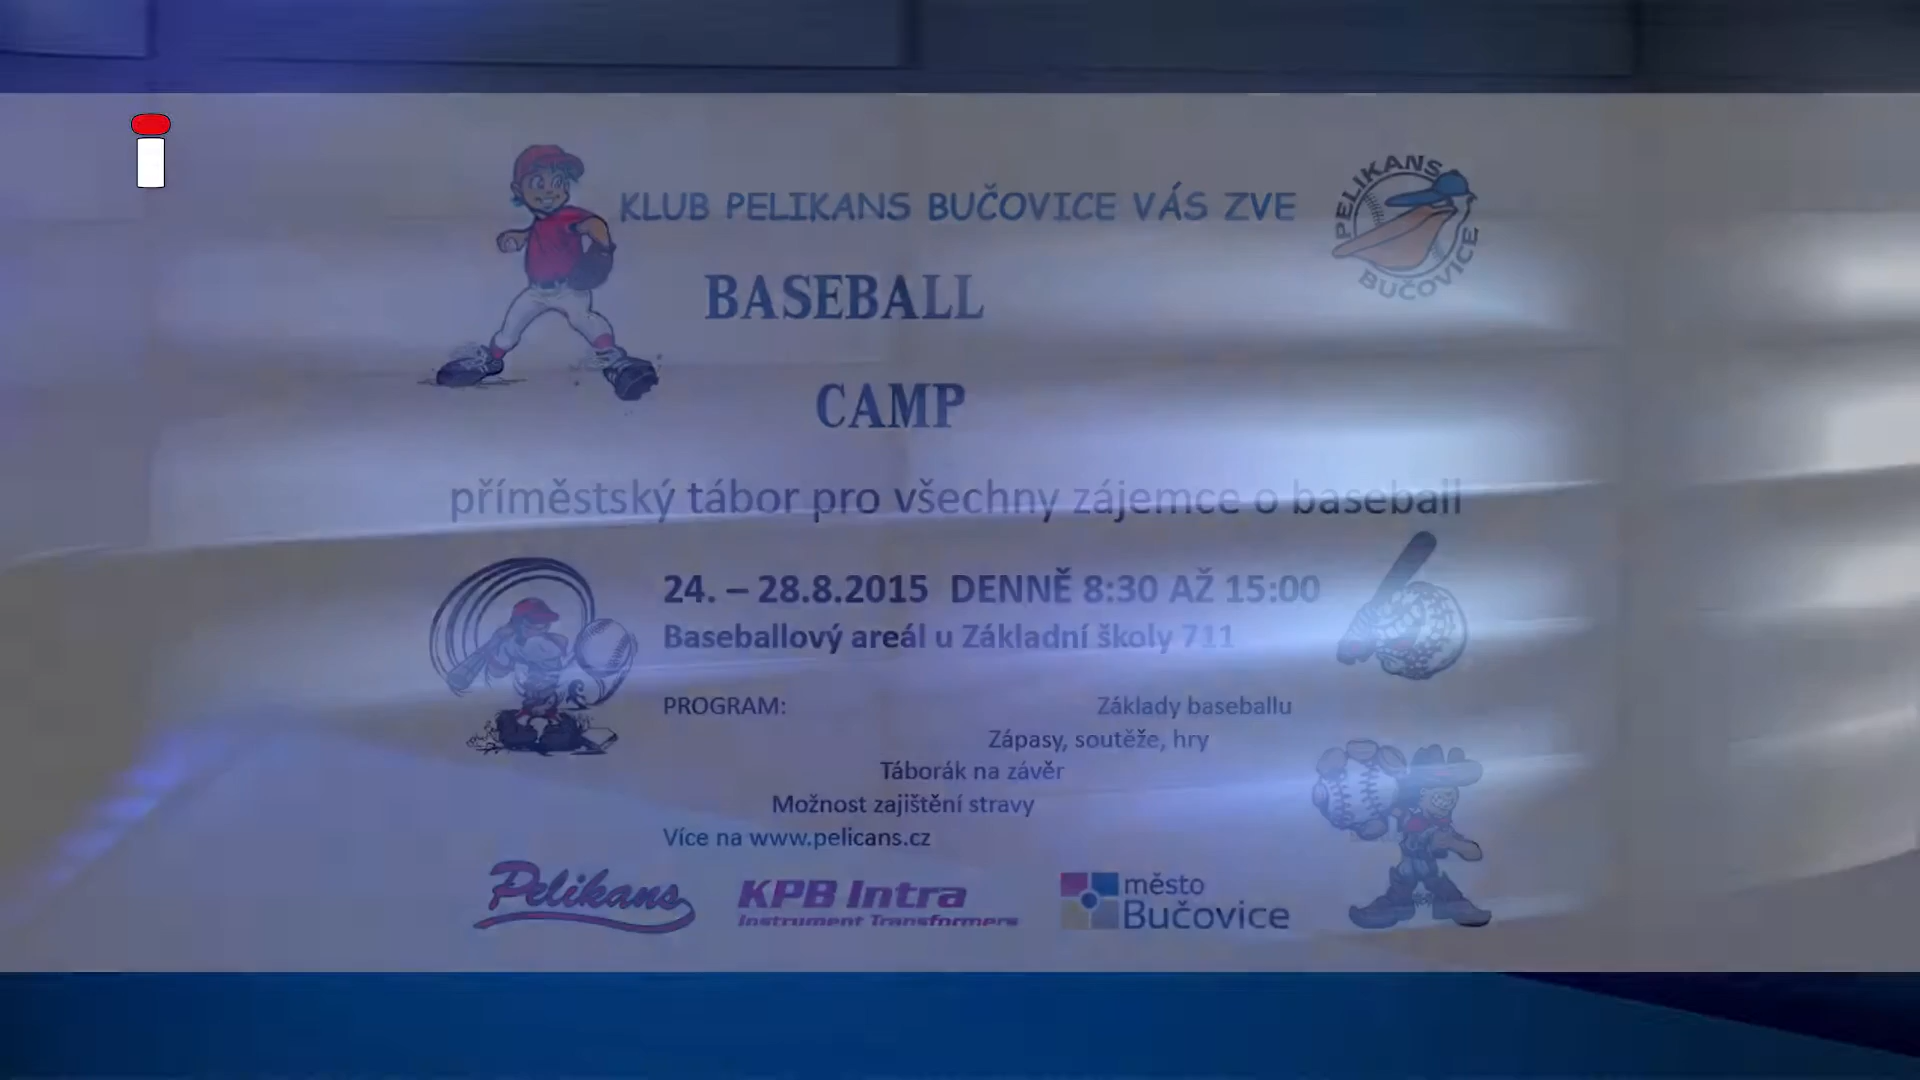 KLUB PELIKANS BUČOVICE VÁS ZVE
PELIKANS
BUČOVICE
BASEBALL
CAMP
příměstský tábor pro všechny zájemce o baseball
24. – 28.8.2015 DENNĚ 8:30 AŽ 15:00
Baseballový areál u Základní školy 711
PROGRAM: Základy baseballu
Zápasy, soutěže, hry
Táborák na závěr
Možnost zajištění stravy
Více na www.pelicans.cz
Pelikans
KPB Intra
Instrument Transformers
město
Bučovice